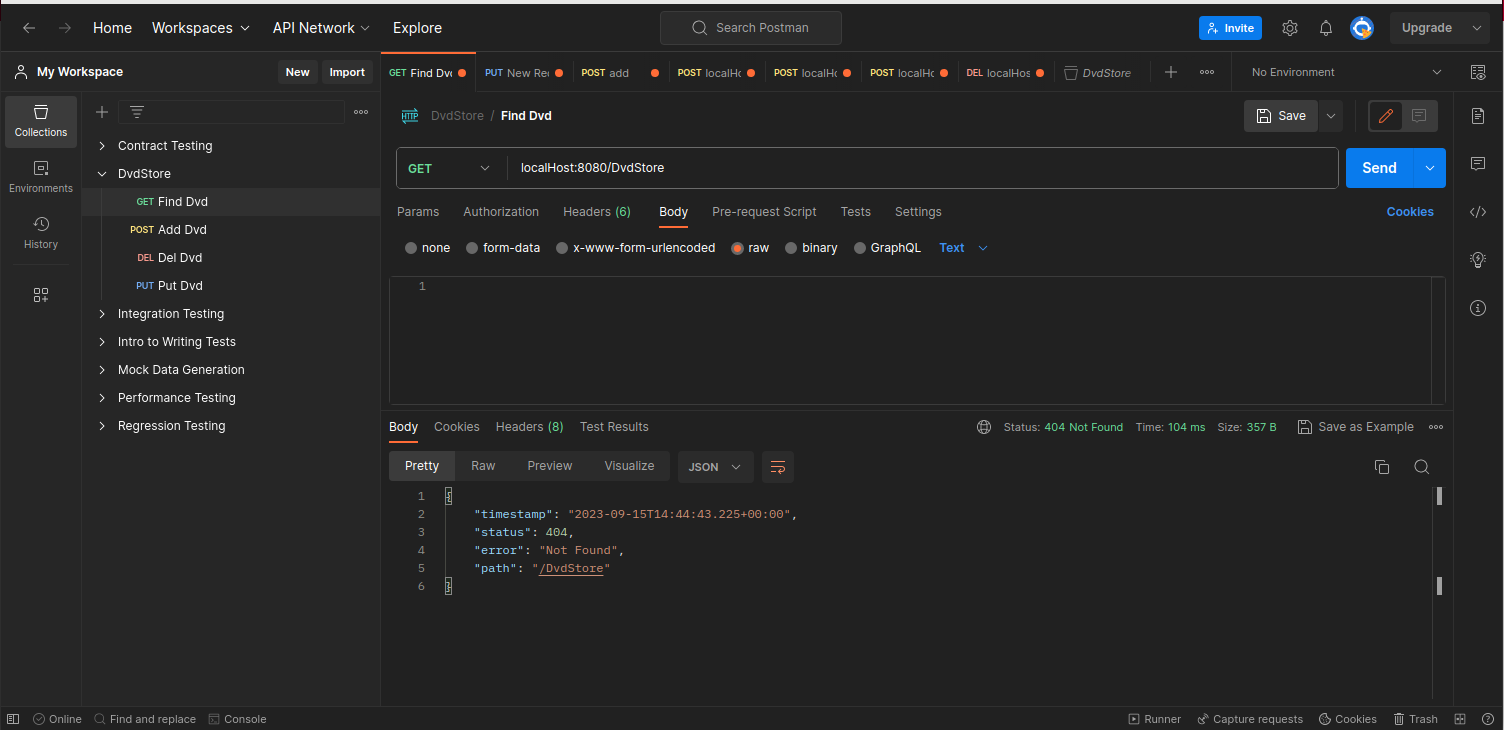 Home Workspaces API Network Explore Search Postman Invite Upgrade
My Workspace New Import GET Find Dvd PUT New Re POST add POST localHo POST localHo POST localHo DEL localHos DvdStore No Environment
Collections
Environments
History
Contract Testing
DvdStore
GET Find Dvd
POST Add Dvd
DEL Del Dvd
PUT Put Dvd
Integration Testing
Intro to Writing Tests
Mock Data Generation
Performance Testing
Regression Testing
HTTP DvdStore / Find Dvd Save
GET localHost:8080/DvdStore Send
Params Authorization Headers (6) Body Pre-request Script Tests Settings Cookies
none form-data x-www-form-urlencoded raw binary GraphQL Text
1
Body Cookies Headers (8) Test Results Status: 404 Not Found Time: 104 ms Size: 357 B Save as Example
Pretty Raw Preview Visualize JSON
1 {
2 "timestamp": "2023-09-15T14:44:43.225+00:00",
3 "status": 404,
4 "error": "Not Found",
5 "path": "/DvdStore"
6 }
Online Find and replace Console Runner Capture requests Cookies Trash